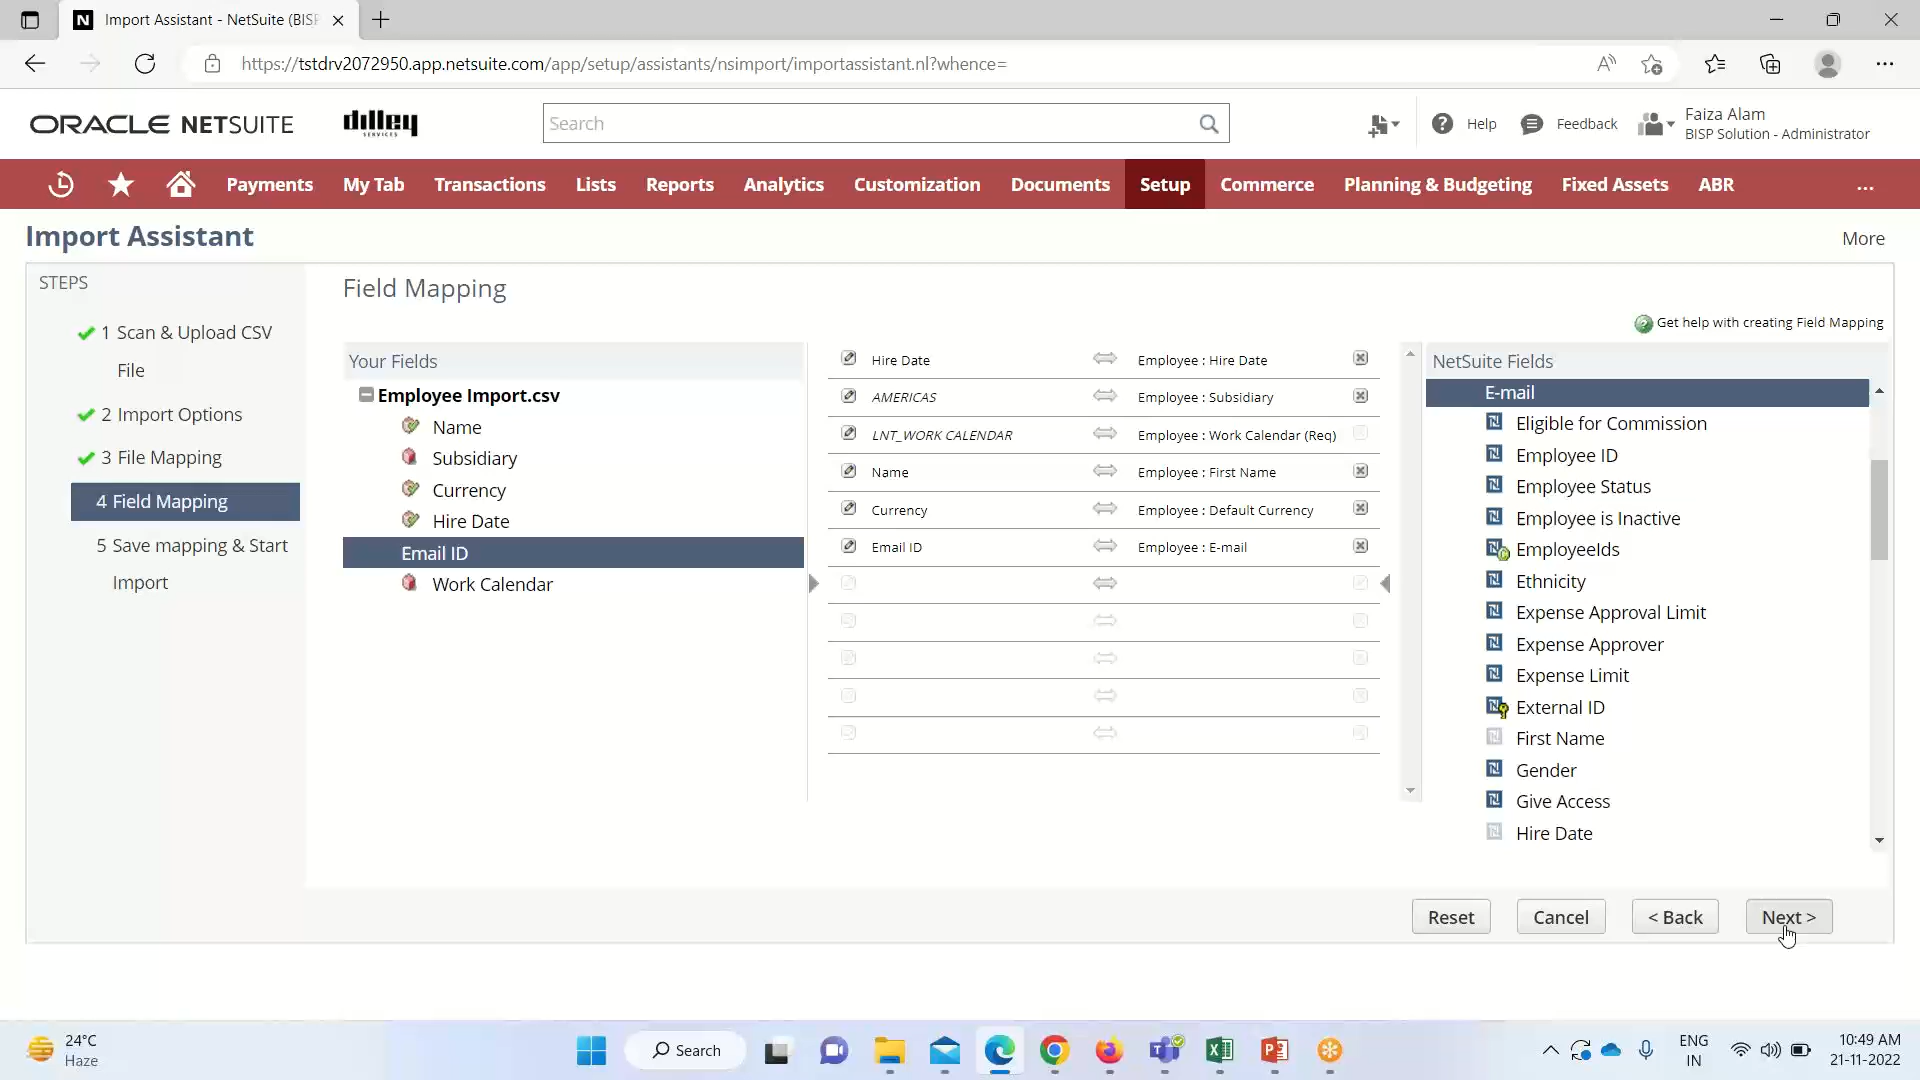 Import Assistant - NetSuite (BISP
https://tstdrv2072950.app.netsuite.com/app/setup/assistants/nsimport/importassistant.nl?whence=
ORACLE NETSUITE
dilley
SERVICES
Search
Help
Feedback
Faiza Alam
BISP Solution - Administrator
Payments
My Tab
Transactions
Lists
Reports
Analytics
Customization
Documents
Setup
Commerce
Planning & Budgeting
Fixed Assets
ABR
...
Import Assistant
More
STEPS
1 Scan & Upload CSV
File
2 Import Options
3 File Mapping
4 Field Mapping
5 Save mapping & Start
Import
Field Mapping
Get help with creating Field Mapping
Your Fields
Employee Import.csv
Name
Subsidiary
Currency
Hire Date
Email ID
Work Calendar
Hire Date Employee : Hire Date
AMERICAS Employee : Subsidiary
LNT_WORK CALENDAR Employee : Work Calendar (Req)
Name Employee : First Name
Currency Employee : Default Currency
Email ID Employee : E-mail
NetSuite Fields
E-mail
Eligible for Commission
Employee ID
Employee Status
Employee is Inactive
EmployeeIds
Ethnicity
Expense Approval Limit
Expense Approver
Expense Limit
External ID
First Name
Gender
Give Access
Hire Date
Reset
Cancel
< Back
Next >
24°C
Haze
Search
ENG
IN
10:49 AM
21-11-2022